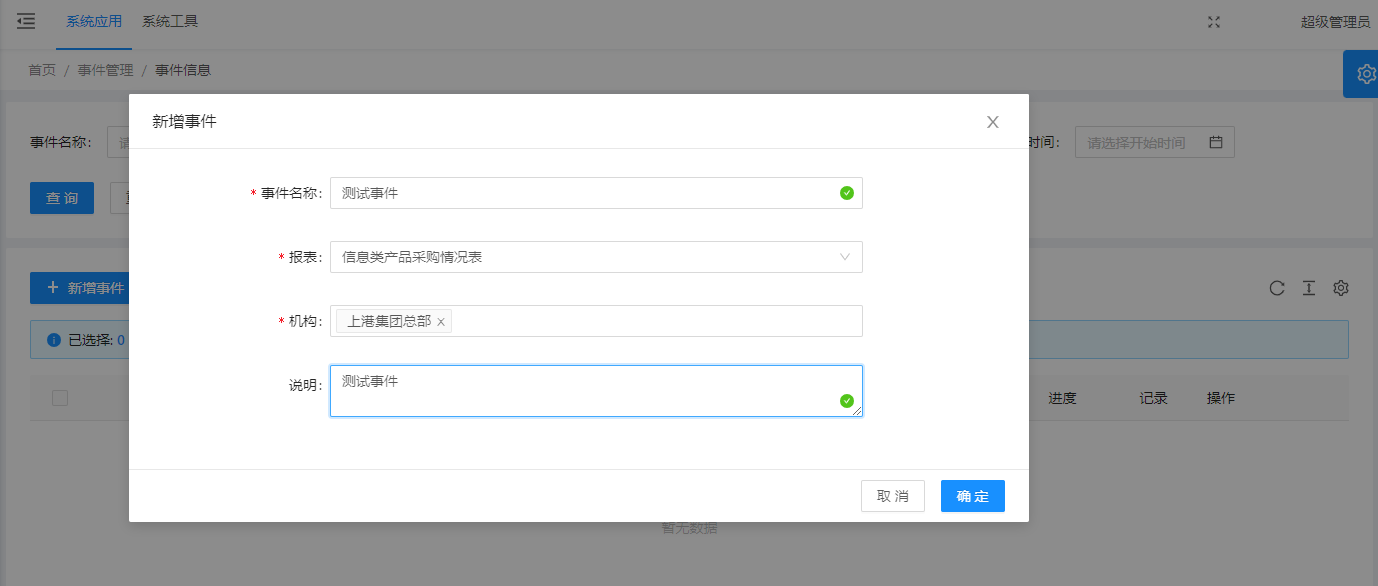 系统应用 系统工具 超级管理员
首页 / 事件管理 / 事件信息
新增事件
事件名称： 请 时间： 请选择开始时间
* 事件名称： 测试事件
查询
* 报表： 信息类产品采购情况表
+ 新增事件
* 机构： 上港集团总部 x
已选择: 0
说明： 测试事件
进度 记录 操作
取消 确定
暂无数据